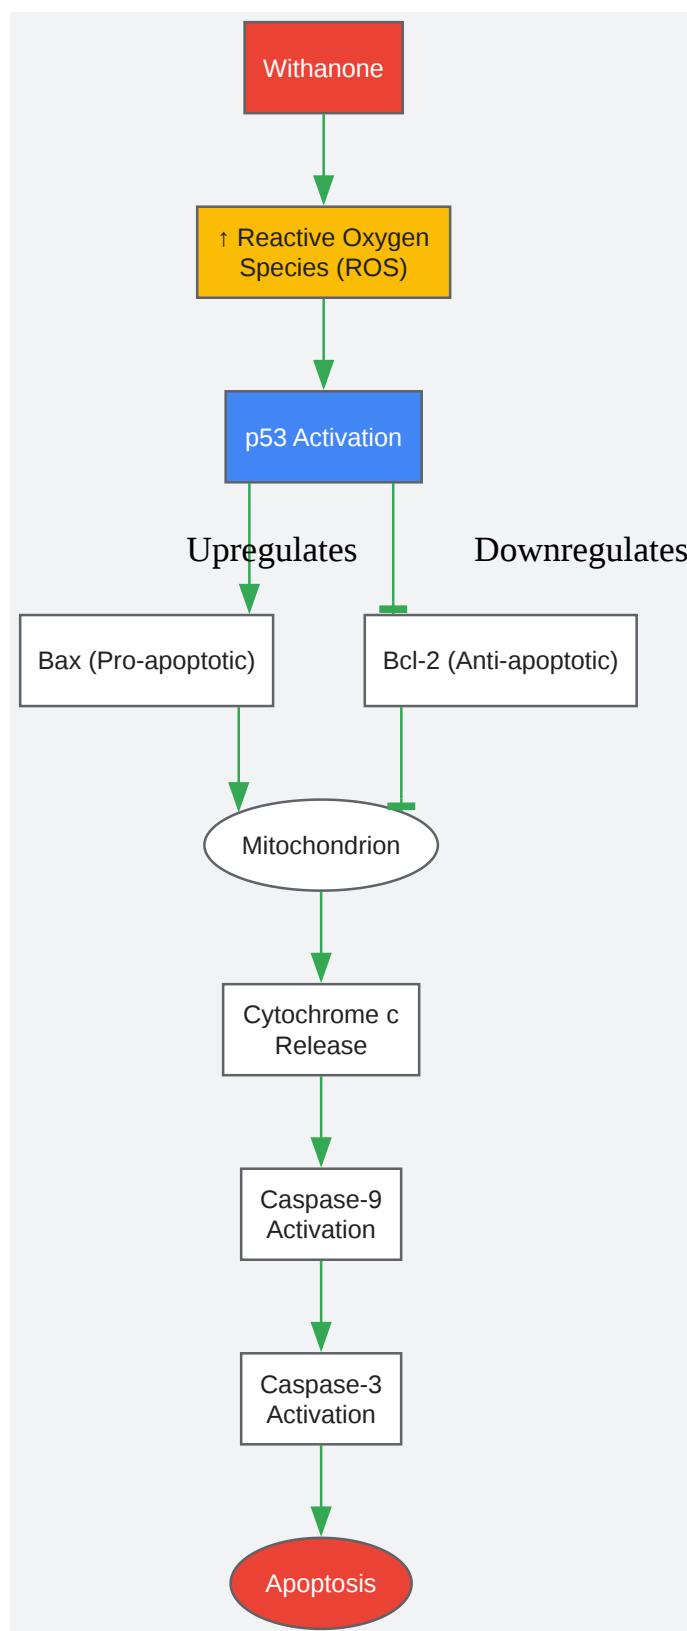 Withanone
↑ Reactive Oxygen
Species (ROS)
p53 Activation
Upregulates
Downregulates
Bax (Pro-apoptotic)
Bcl-2 (Anti-apoptotic)
Mitochondrion
Cytochrome c
Release
Caspase-9
Activation
Caspase-3
Activation
Apoptosis